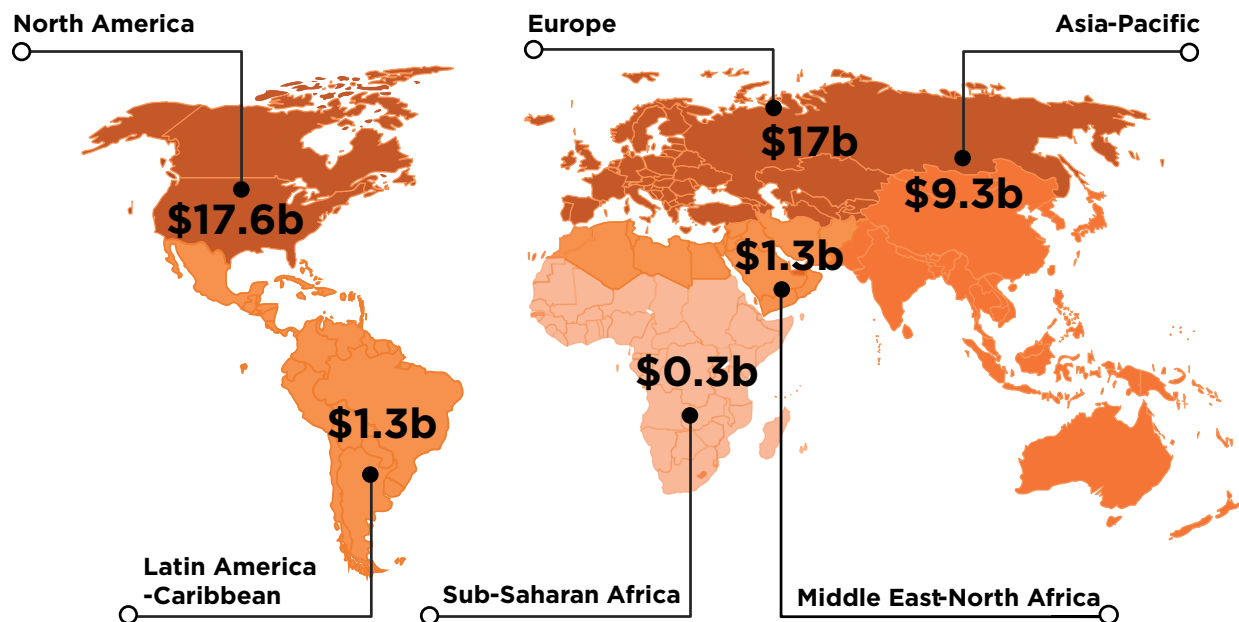 North America
Europe
Asia-Pacific
$17b
$9.3b
$17.6b
$1.3b
$0.3b
$1.3b
Latin America
-Caribbean
Sub-Saharan Africa
Middle East-North Africa